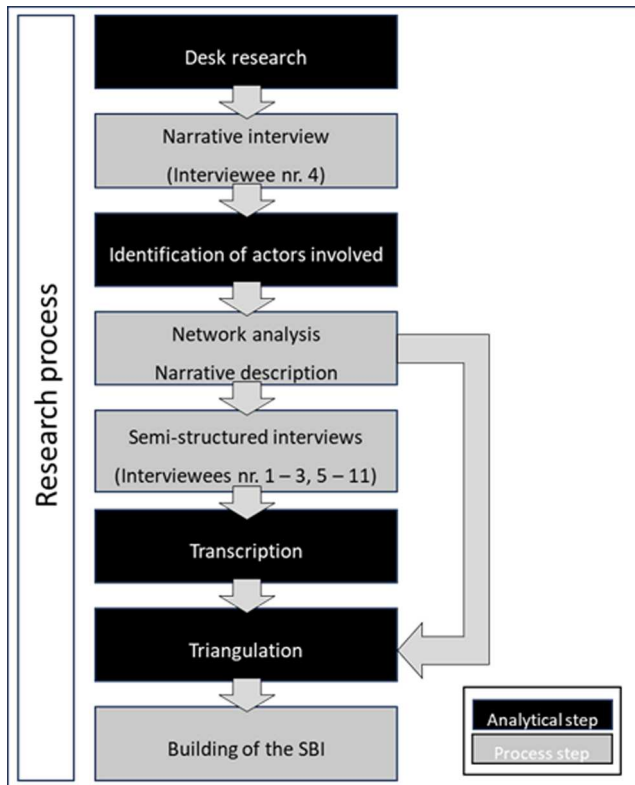 Research process
Desk research
Narrative interview
(Interviewee nr. 4)
Identification of actors involved
Network analysis
Narrative description
Semi-structured interviews
(Interviewees nr. 1 – 3, 5 – 11)
Transcription
Triangulation
Building of the SBI
Analytical step
Process step